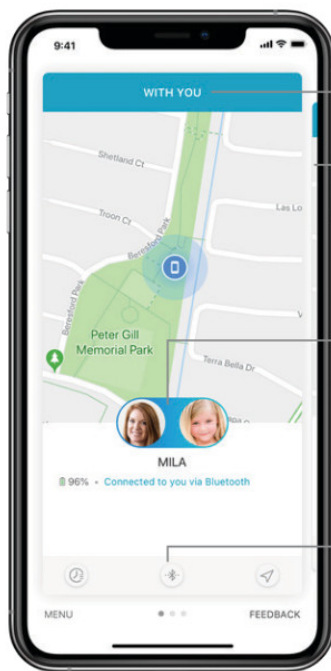 9:41
WITH YOU
Shetland Ct
Las Lo
Troon Ct
Beresford Park
Beresford Park
V
Peter Gill
Memorial Park
Terra Bella Dr
MILA
96% • Connected to you via Bluetooth
MENU
FEEDBACK